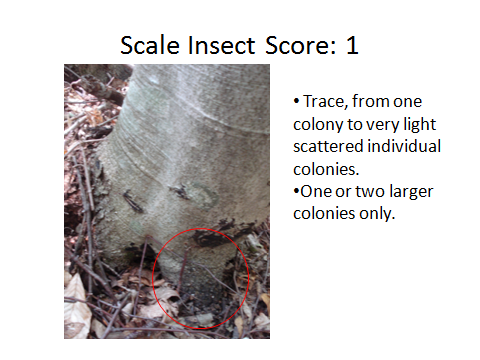 Scale Insect Score: 1
• Trace, from one
colony to very light
scattered individual
colonies.
•One or two larger
colonies only.